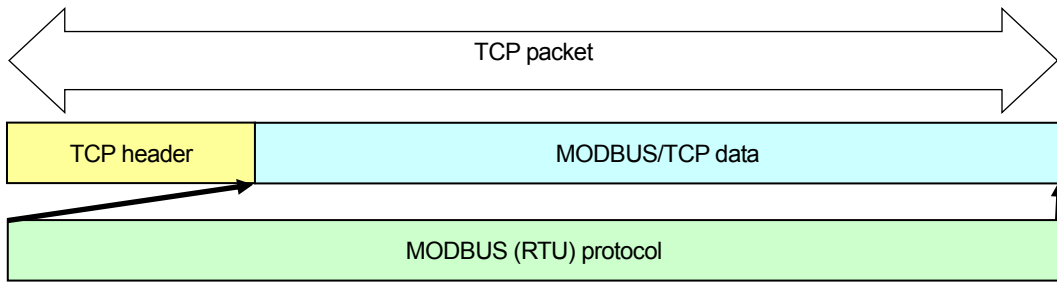 TCP packet
TCP header MODBUS/TCP data
MODBUS (RTU) protocol